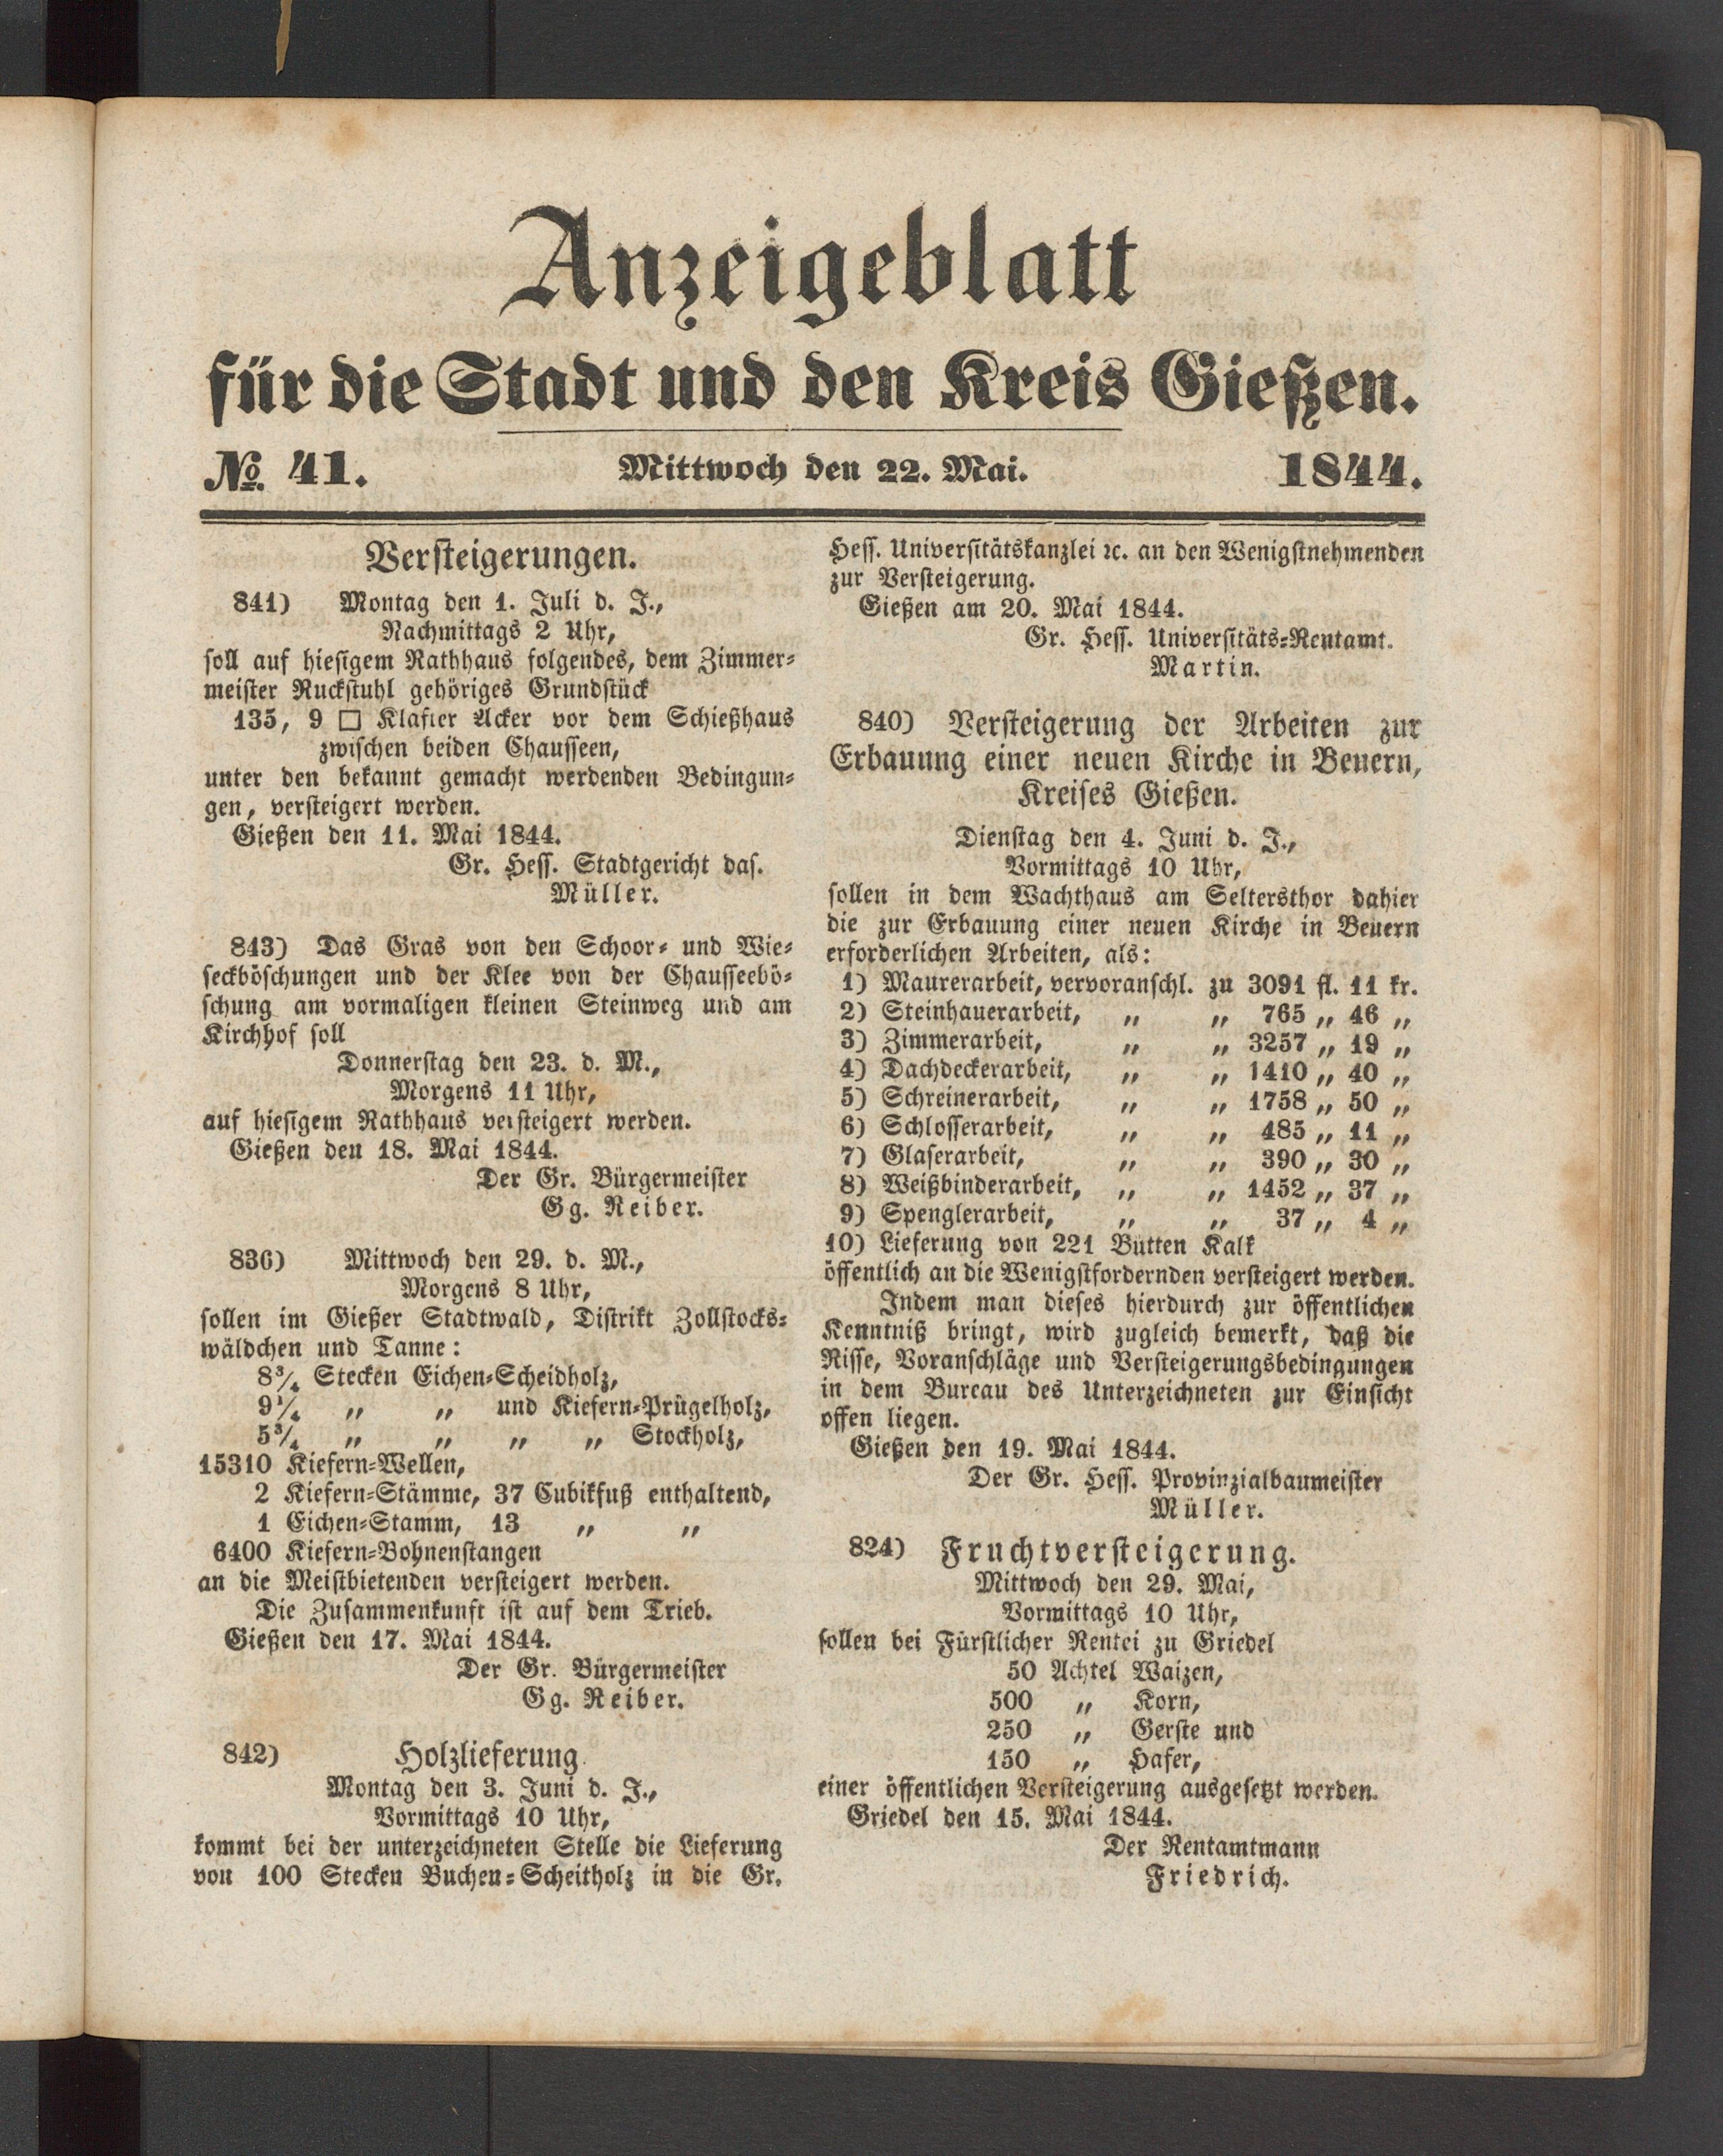 Anzeigeblatt
für die Stadt und den Kreis Gießen.
№ 41. Mittwoch den 22. Mai. 1844.
Versteigerungen.
841) Montag den 1. Juli d. J.,
Nachmittags 2 Uhr,
soll auf hiesigem Rathhaus folgendes, dem Zimmer-
meister Ruckstuhl gehöriges Grundstück
135, 9 □ Klafter Acker vor dem Schießhaus
zwischen beiden Chausseen,
unter den bekannt gemacht werdenden Bedingun-
gen, versteigert werden.
Gießen den 11. Mai 1844.
Gr. Hess. Stadtgericht das.
Müller.
843) Das Gras von den Schoor- und Wie-
seckböschungen und der Klee von der Chausseebö-
schung am vormaligen kleinen Steinweg und am
Kirchhof soll
Donnerstag den 23. d. M.,
Morgens 11 Uhr,
auf hiesigem Rathhaus versteigert werden.
Gießen den 18. Mai 1844.
Der Gr. Bürgermeister
Gg. Reiber.
836) Mittwoch den 29. d. M.,
Morgens 8 Uhr,
sollen im Gießer Stadtwald, Distrikt Zollstocks-
wäldchen und Tanne:
8¾ Stecken Eichen-Scheidholz,
9¼ „ „ und Kiefern-Prügelholz,
5¾ „ „ „ „ Stockholz,
15310 Kiefern-Wellen,
2 Kiefern-Stämme, 37 Cubikfuß enthaltend,
1 Eichen-Stamm, 13 „ „
6400 Kiefern-Bohnenstangen
an die Meistbietenden versteigert werden.
Die Zusammenkunft ist auf dem Trieb.
Gießen den 17. Mai 1844.
Der Gr. Bürgermeister
Gg. Reiber.
842) Holzlieferung.
Montag den 3. Juni d. J.,
Vormittags 10 Uhr,
kommt bei der unterzeichneten Stelle die Lieferung
von 100 Stecken Buchen-Scheitholz in die Gr.
Hess. Universitätskanzlei ꝛc. an den Wenigstnehmenden
zur Versteigerung.
Gießen am 20. Mai 1844.
Gr. Hess. Universitäts-Rentamt.
Martin.
840) Versteigerung der Arbeiten zur
Erbauung einer neuen Kirche in Beuern,
Kreises Gießen.
Dienstag den 4. Juni d. J.,
Vormittags 10 Uhr,
sollen in dem Wachthaus am Seltersthor dahier
die zur Erbauung einer neuen Kirche in Beuern
erforderlichen Arbeiten, als:
1) Maurerarbeit, vervoranschl. zu 3091 fl. 11 kr.
2) Steinhauerarbeit, „ „ 765 „ 46 „
3) Zimmerarbeit, „ „ 3257 „ 19 „
4) Dachdeckerarbeit, „ „ 1410 „ 40 „
5) Schreinerarbeit, „ „ 1758 „ 50 „
6) Schlosserarbeit, „ „ 485 „ 11 „
7) Glaserarbeit, „ „ 390 „ 30 „
8) Weißbinderarbeit, „ „ 1452 „ 37 „
9) Spenglerarbeit, „ „ 37 „ 4 „
10) Lieferung von 221 Bütten Kalk
öffentlich an die Wenigstfordernden versteigert werden.
Indem man dieses hierdurch zur öffentlichen
Kenntniß bringt, wird zugleich bemerkt, daß die
Risse, Voranschläge und Versteigerungsbedingungen
in dem Bureau des Unterzeichneten zur Einsicht
offen liegen.
Gießen den 19. Mai 1844.
Der Gr. Hess. Provinzialbaumeister
Müller.
824) Fruchtversteigerung.
Mittwoch den 29. Mai,
Vormittags 10 Uhr,
sollen bei Fürstlicher Rentei zu Griedel
50 Achtel Waizen,
500 „ Korn,
250 „ Gerste und
150 „ Hafer,
einer öffentlichen Versteigerung ausgesetzt werden.
Griedel den 15. Mai 1844.
Der Rentamtmann
Friedrich.